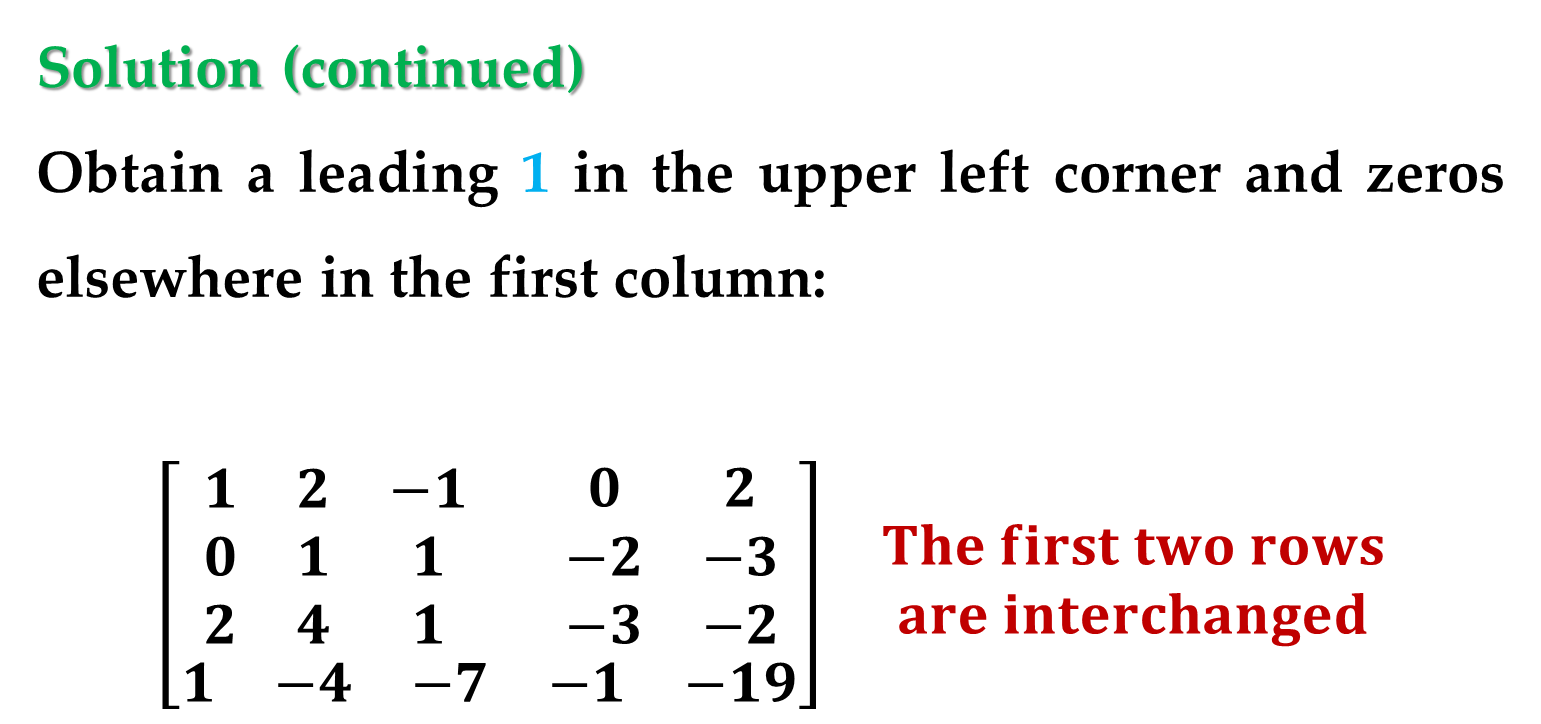 Solution (continued)
Obtain a leading 1 in the upper left corner and zeros
elsewhere in the first column:
1 2 −1 0 2
0 1 1 −2 −3
2 4 1 −3 −2
1 −4 −7 −1 −19
The first two rows
are interchanged